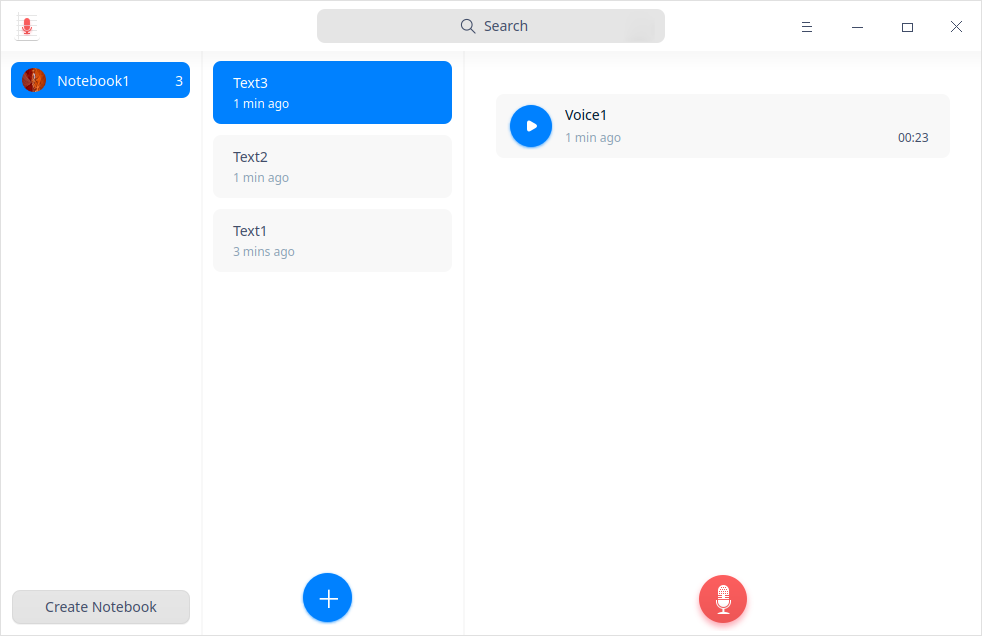 Search
Notebook1 3
Text3
1 min ago
Text2
1 min ago
Text1
3 mins ago
Voice1
1 min ago 00:23
Create Notebook